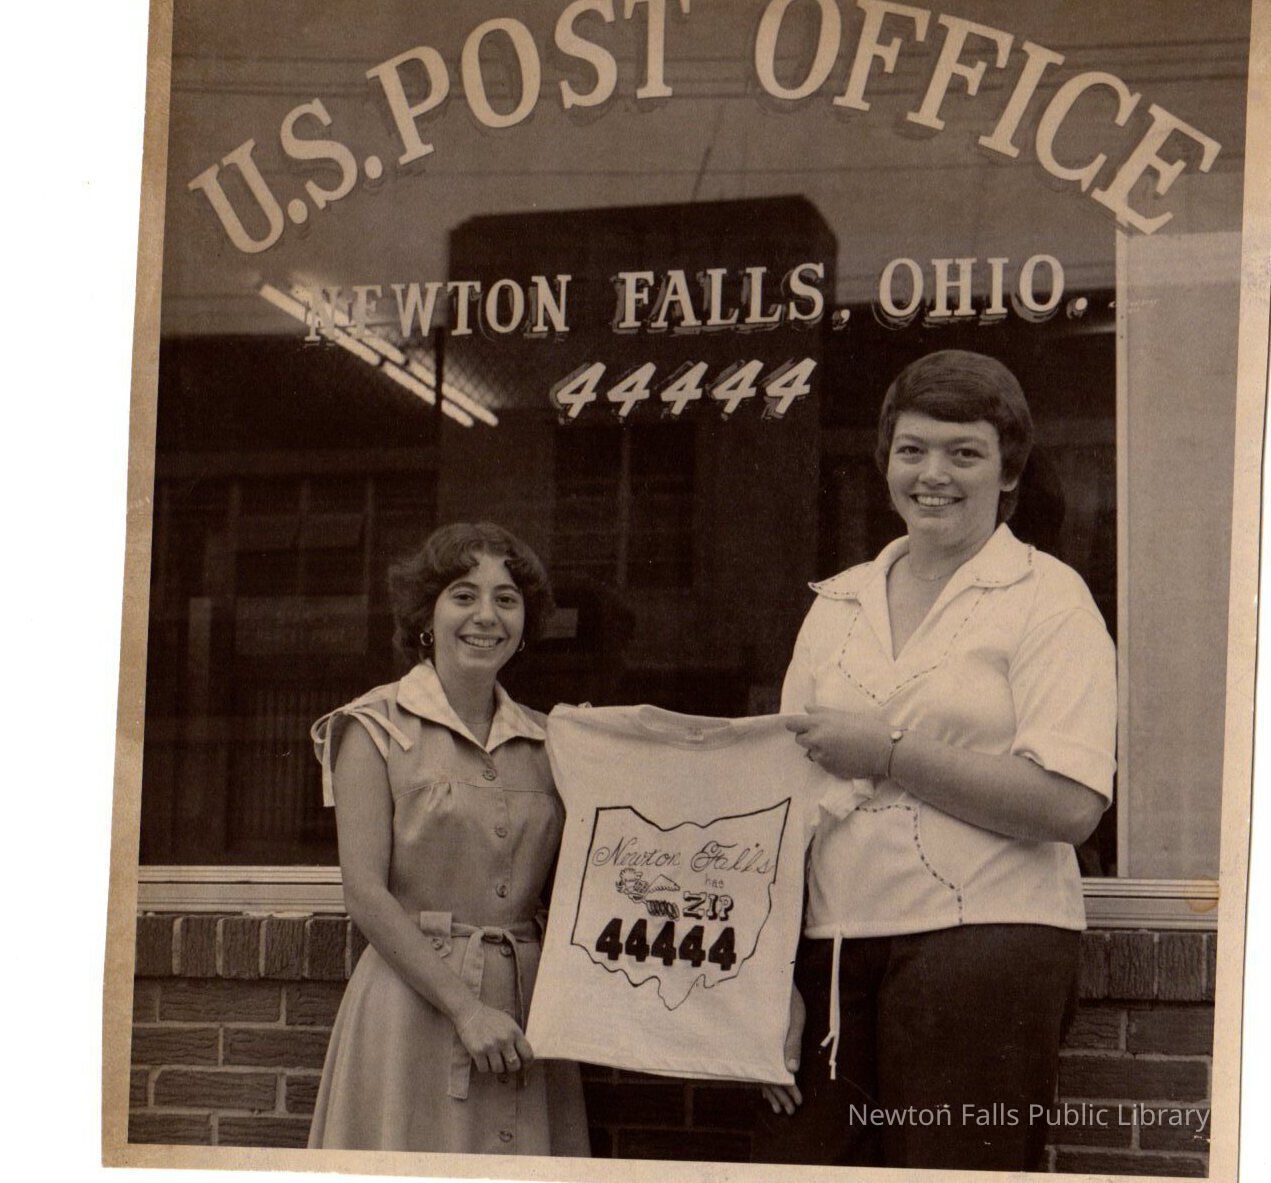 U.S. POST OFFICE
NEWTON FALLS, OHIO.
44444
Newton Falls
has
ZIP
44444
Newton Falls Public Library